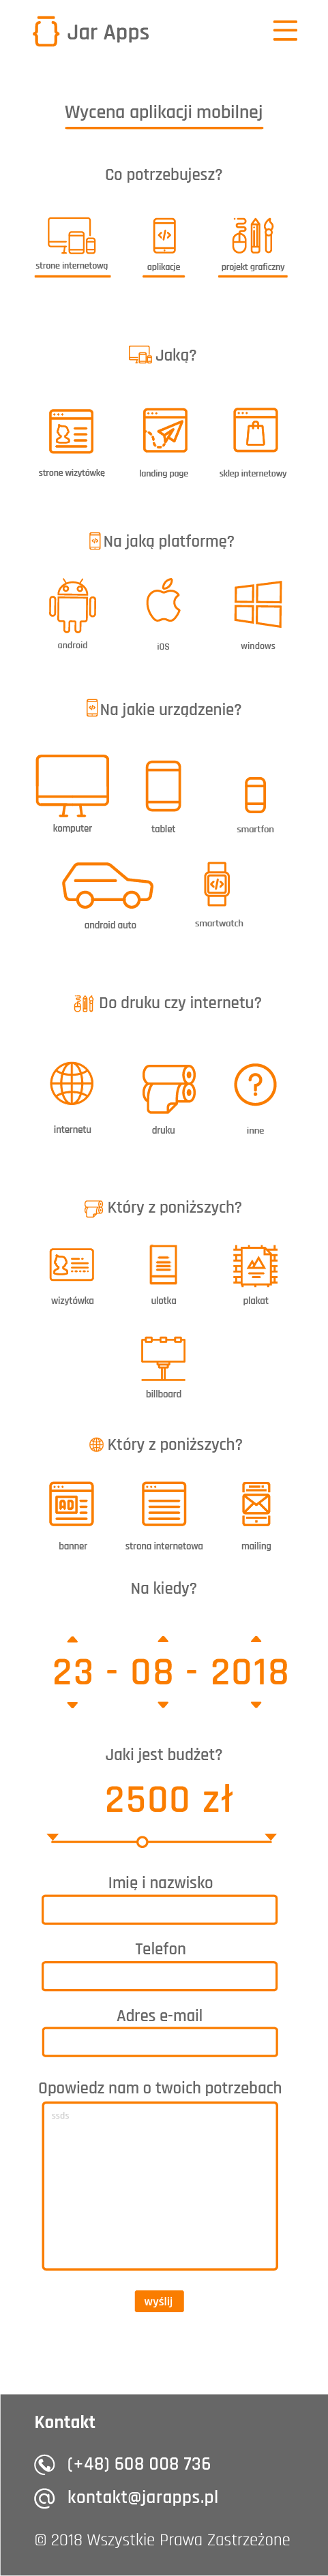 Jar Apps
Wycena aplikacji mobilnej
Co potrzebujesz?
stronę internetową aplikację projekt graficzny
Jaką?
stronę wizytówkę landing page sklep internetowy
Na jaką platformę?
android iOS windows
Na jakie urządzenie?
komputer tablet smartfon
android auto smartwatch
Do druku czy internetu?
internetu druku inne
Który z poniższych?
wizytówka ulotka plakat
billboard
Który z poniższych?
AD
banner strona internetowa mailing
Na kiedy?
23 - 08 - 2018
Jaki jest budżet?
2500 zł
Imię i nazwisko
Telefon
Adres e-mail
Opowiedz nam o twoich potrzebach
ssds
wyślij
Kontakt
(+48) 608 008 736
kontakt@jarapps.pl
© 2018 Wszystkie Prawa Zastrzeżone